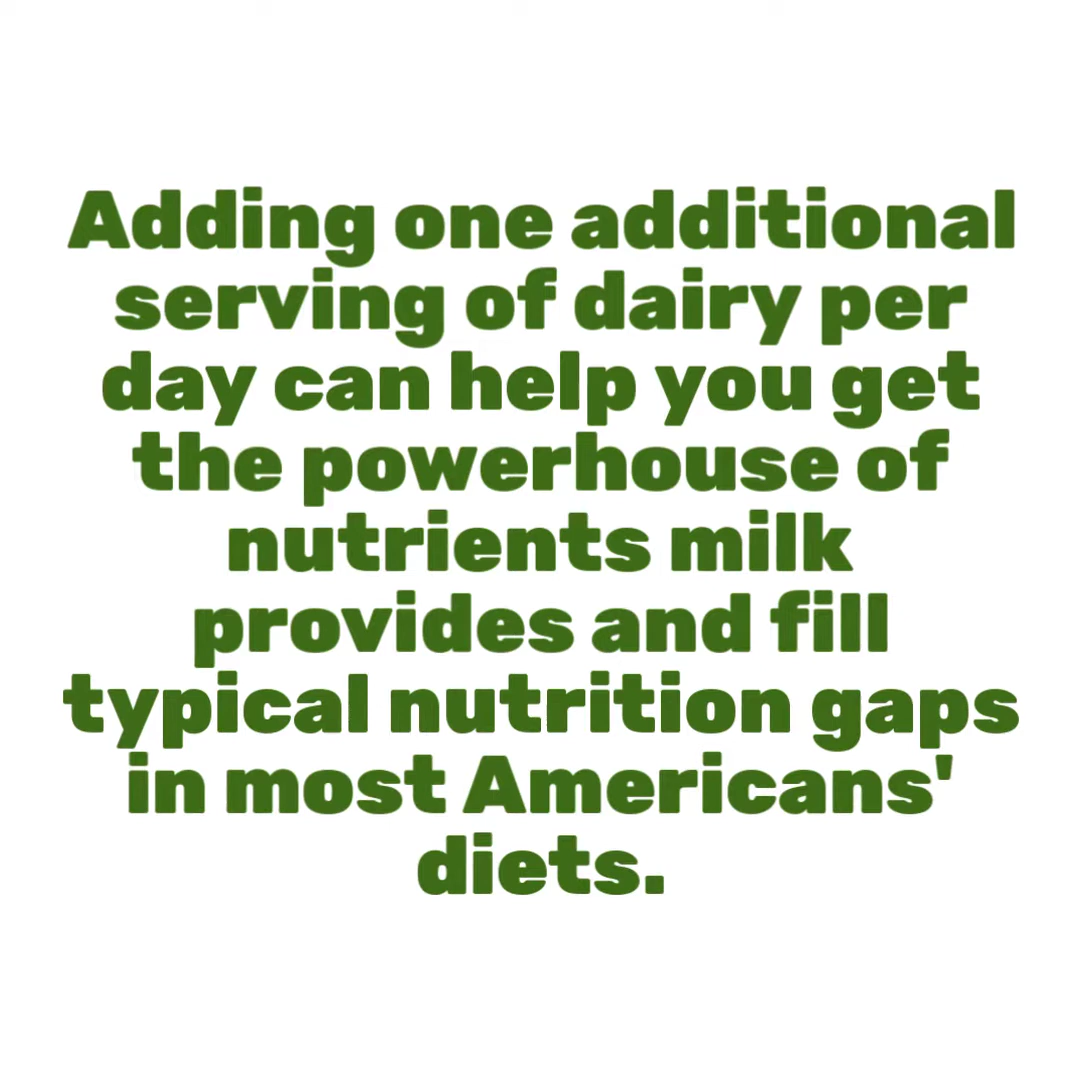 Adding one additional
serving of dairy per
day can help you get
the powerhouse of
nutrients milk
provides and fill
typical nutrition gaps
in most Americans'
diets.